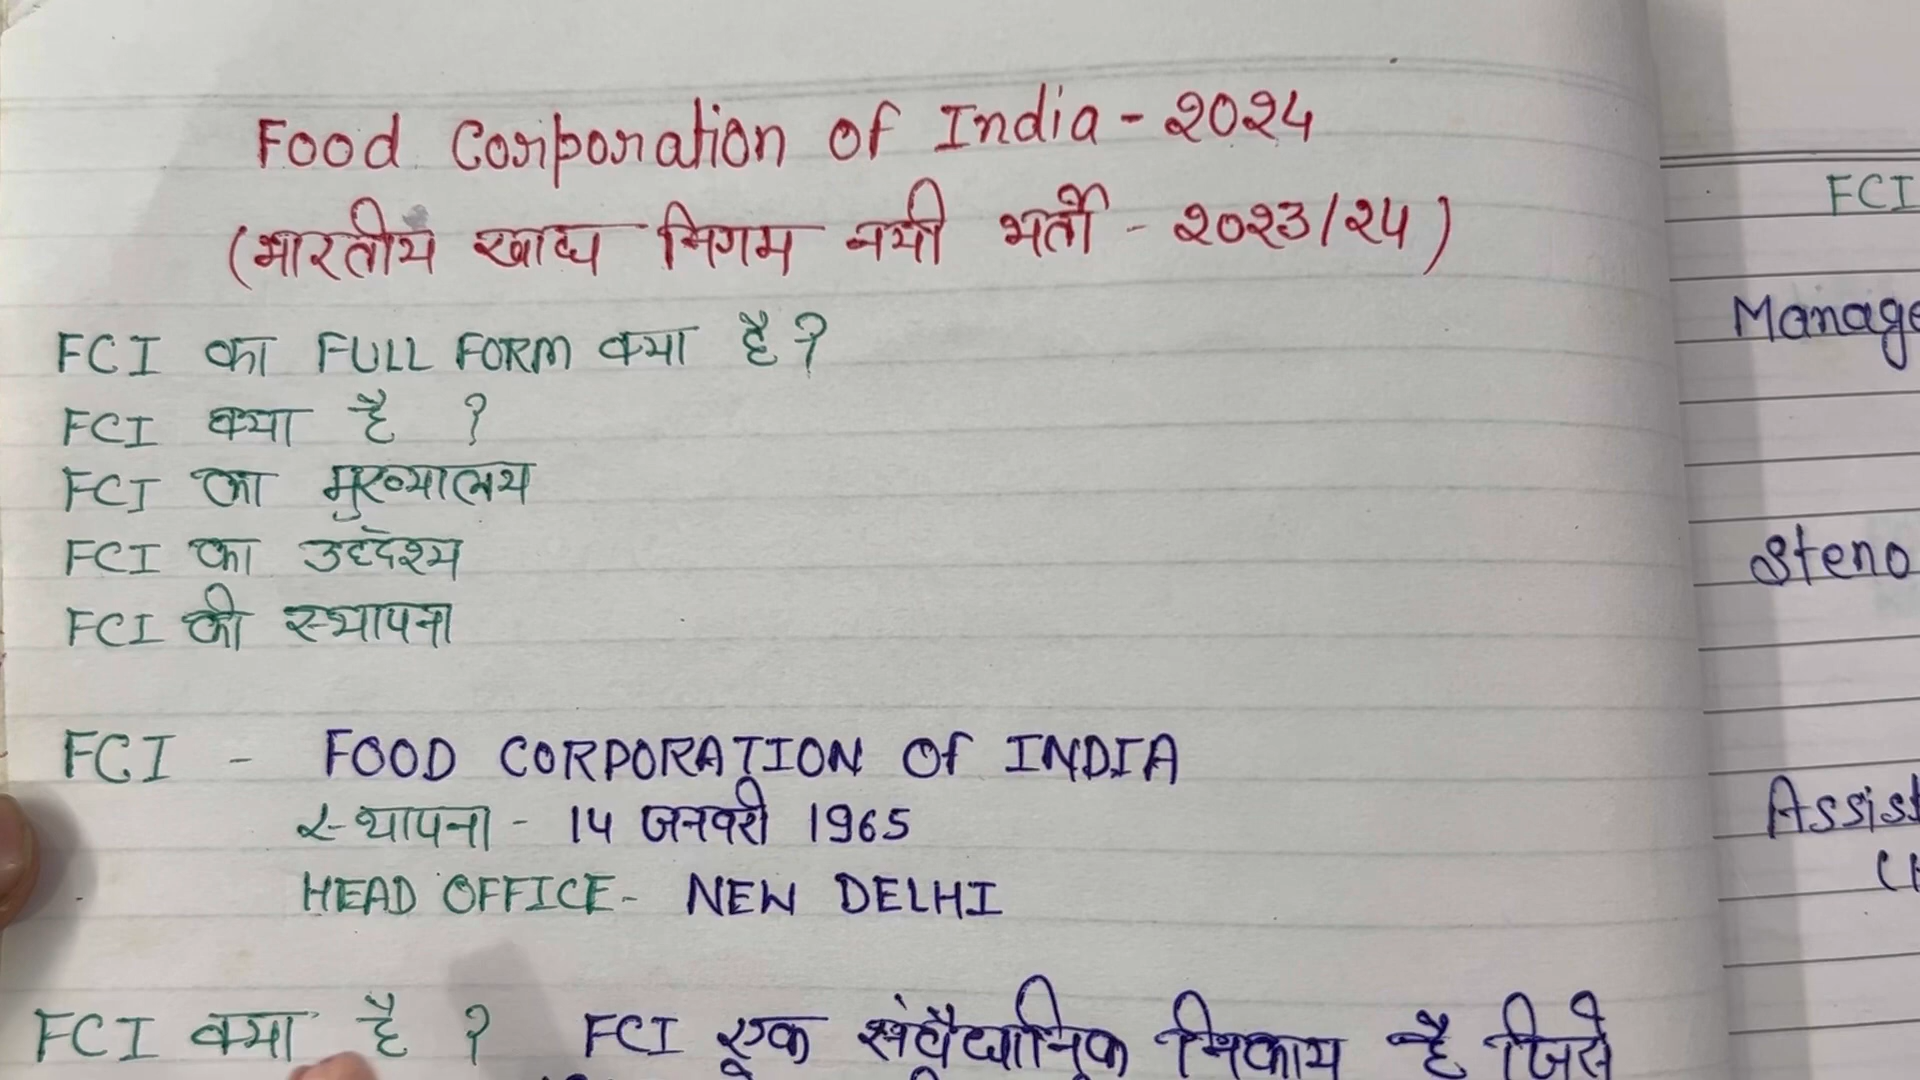 Food Corporation of India - 2024
(भारतीय खाद्य निगम नयी भर्ती - 2023/24)
FCI का FULL FORM क्या है?
FCI क्या है ?
FCI का मुख्यालय
FCI का उद्देश्य
FCI की स्थापना
FCI - FOOD CORPORATION Of INDIA
स्थापना - 14 जनवरी 1965
HEAD OFFICE - NEW DELHI
FCI क्या है ? FCI एक संवैधानिक निकाय है जिसे
FCI
Manage
Steno
Assist